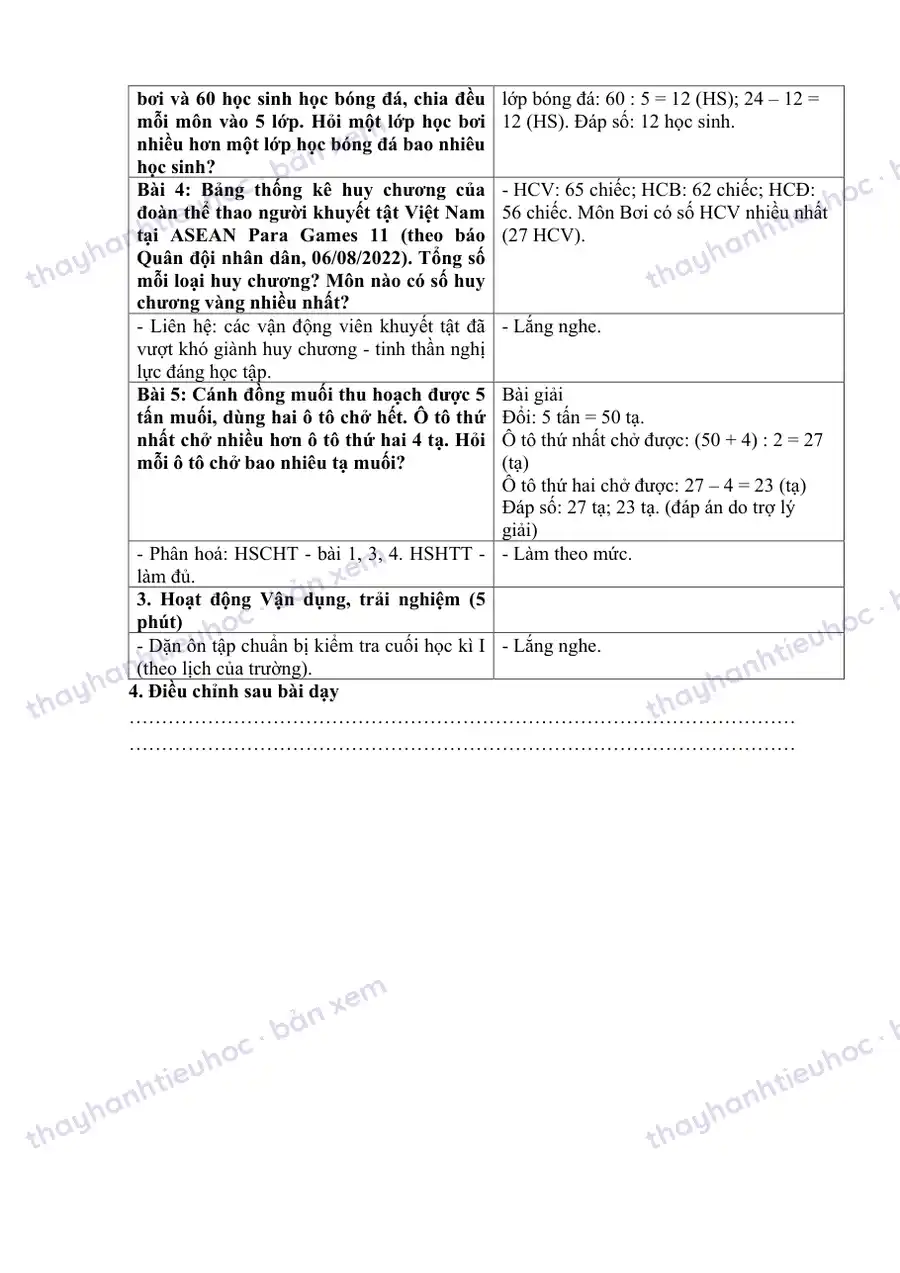 bơi và 60 học sinh học bóng đá, chia đều
mỗi môn vào 5 lớp. Hỏi một lớp học bơi
nhiều hơn một lớp học bóng đá bao nhiêu
học sinh?
lớp bóng đá: 60 : 5 = 12 (HS); 24 – 12 =
12 (HS). Đáp số: 12 học sinh.
Bài 4: Bảng thống kê huy chương của
đoàn thể thao người khuyết tật Việt Nam
tại ASEAN Para Games 11 (theo báo
Quân đội nhân dân, 06/08/2022). Tổng số
mỗi loại huy chương? Môn nào có số huy
chương vàng nhiều nhất?
- HCV: 65 chiếc; HCB: 62 chiếc; HCĐ:
56 chiếc. Môn Bơi có số HCV nhiều nhất
(27 HCV).
- Liên hệ: các vận động viên khuyết tật đã
vượt khó giành huy chương - tinh thần nghị
lực đáng học tập.
- Lắng nghe.
Bài 5: Cánh đồng muối thu hoạch được 5
tấn muối, dùng hai ô tô chở hết. Ô tô thứ
nhất chở nhiều hơn ô tô thứ hai 4 tạ. Hỏi
mỗi ô tô chở bao nhiêu tạ muối?
Bài giải
Đổi: 5 tấn = 50 tạ.
Ô tô thứ nhất chở được: (50 + 4) : 2 = 27
(tạ)
Ô tô thứ hai chở được: 27 – 4 = 23 (tạ)
Đáp số: 27 tạ; 23 tạ. (đáp án do trợ lý
giải)
- Phân hoá: HSCHT - bài 1, 3, 4. HSHTT -
làm đủ.
- Làm theo mức.
3. Hoạt động Vận dụng, trải nghiệm (5
phút)
- Dặn ôn tập chuẩn bị kiểm tra cuối học kì I
(theo lịch của trường).
- Lắng nghe.
4. Điều chỉnh sau bài dạy
…………………………………………………………………………………………
…………………………………………………………………………………………
thayhanhtieuhoc · bản xem
thayhanhtieuhoc · b
thayhanhtieuhoc · bản xem
thayhanhtieuhoc · b
thayhanhtieuhoc · bản xem
thayhanhtieuhoc · b